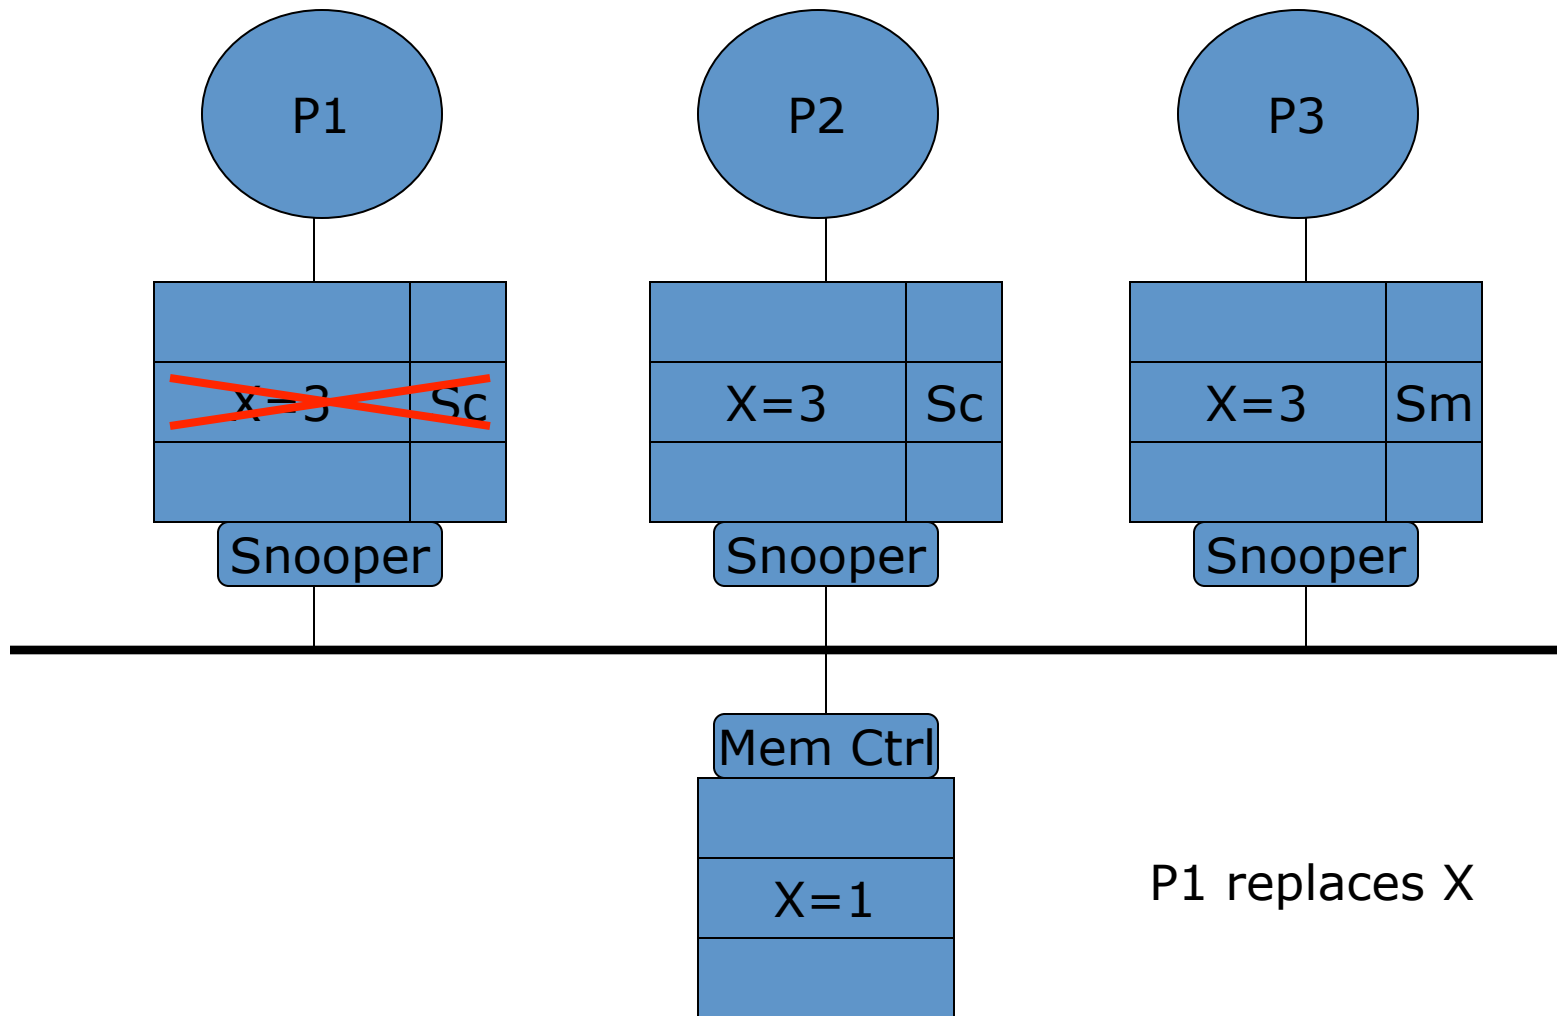 P1
P2
P3
X=3
Sc
X=3
Sc
X=3
Sm
Snooper
Snooper
Snooper
Mem Ctrl
X=1
P1 replaces X